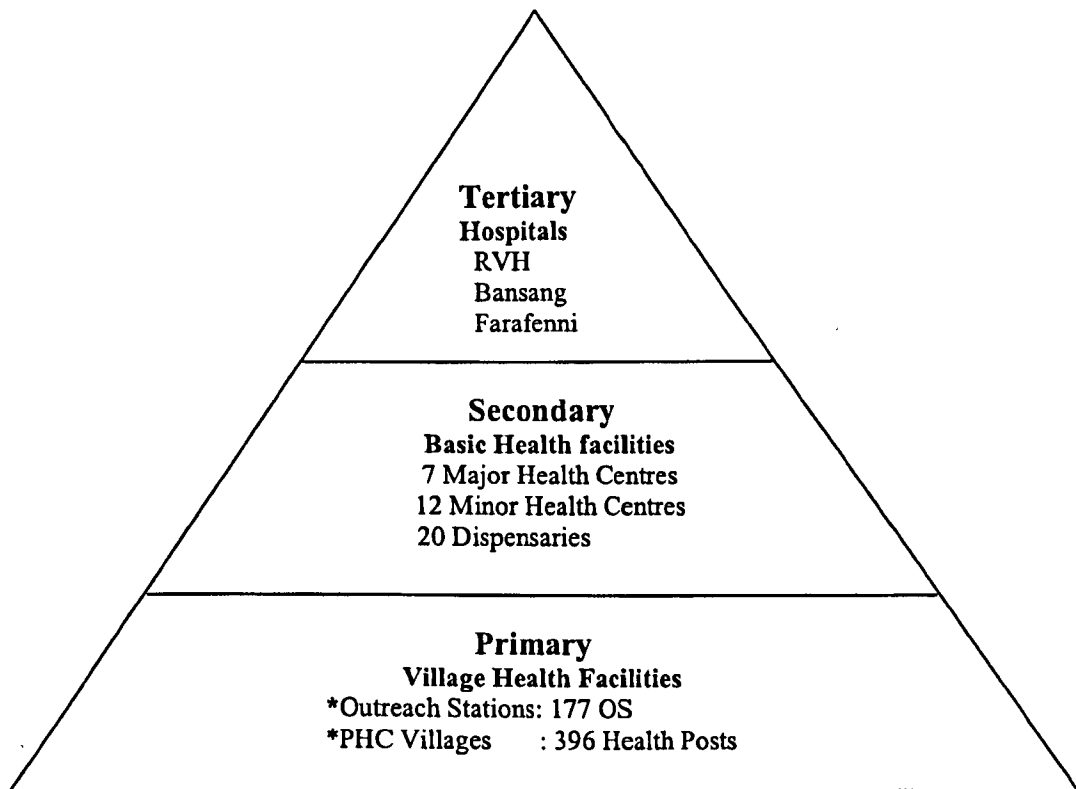 Tertiary
Hospitals
RVH
Bansang
Farafenni
Secondary
Basic Health facilities
7 Major Health Centres
12 Minor Health Centres
20 Dispensaries
Primary
Village Health Facilities
*Outreach Stations: 177 OS
*PHC Villages : 396 Health Posts